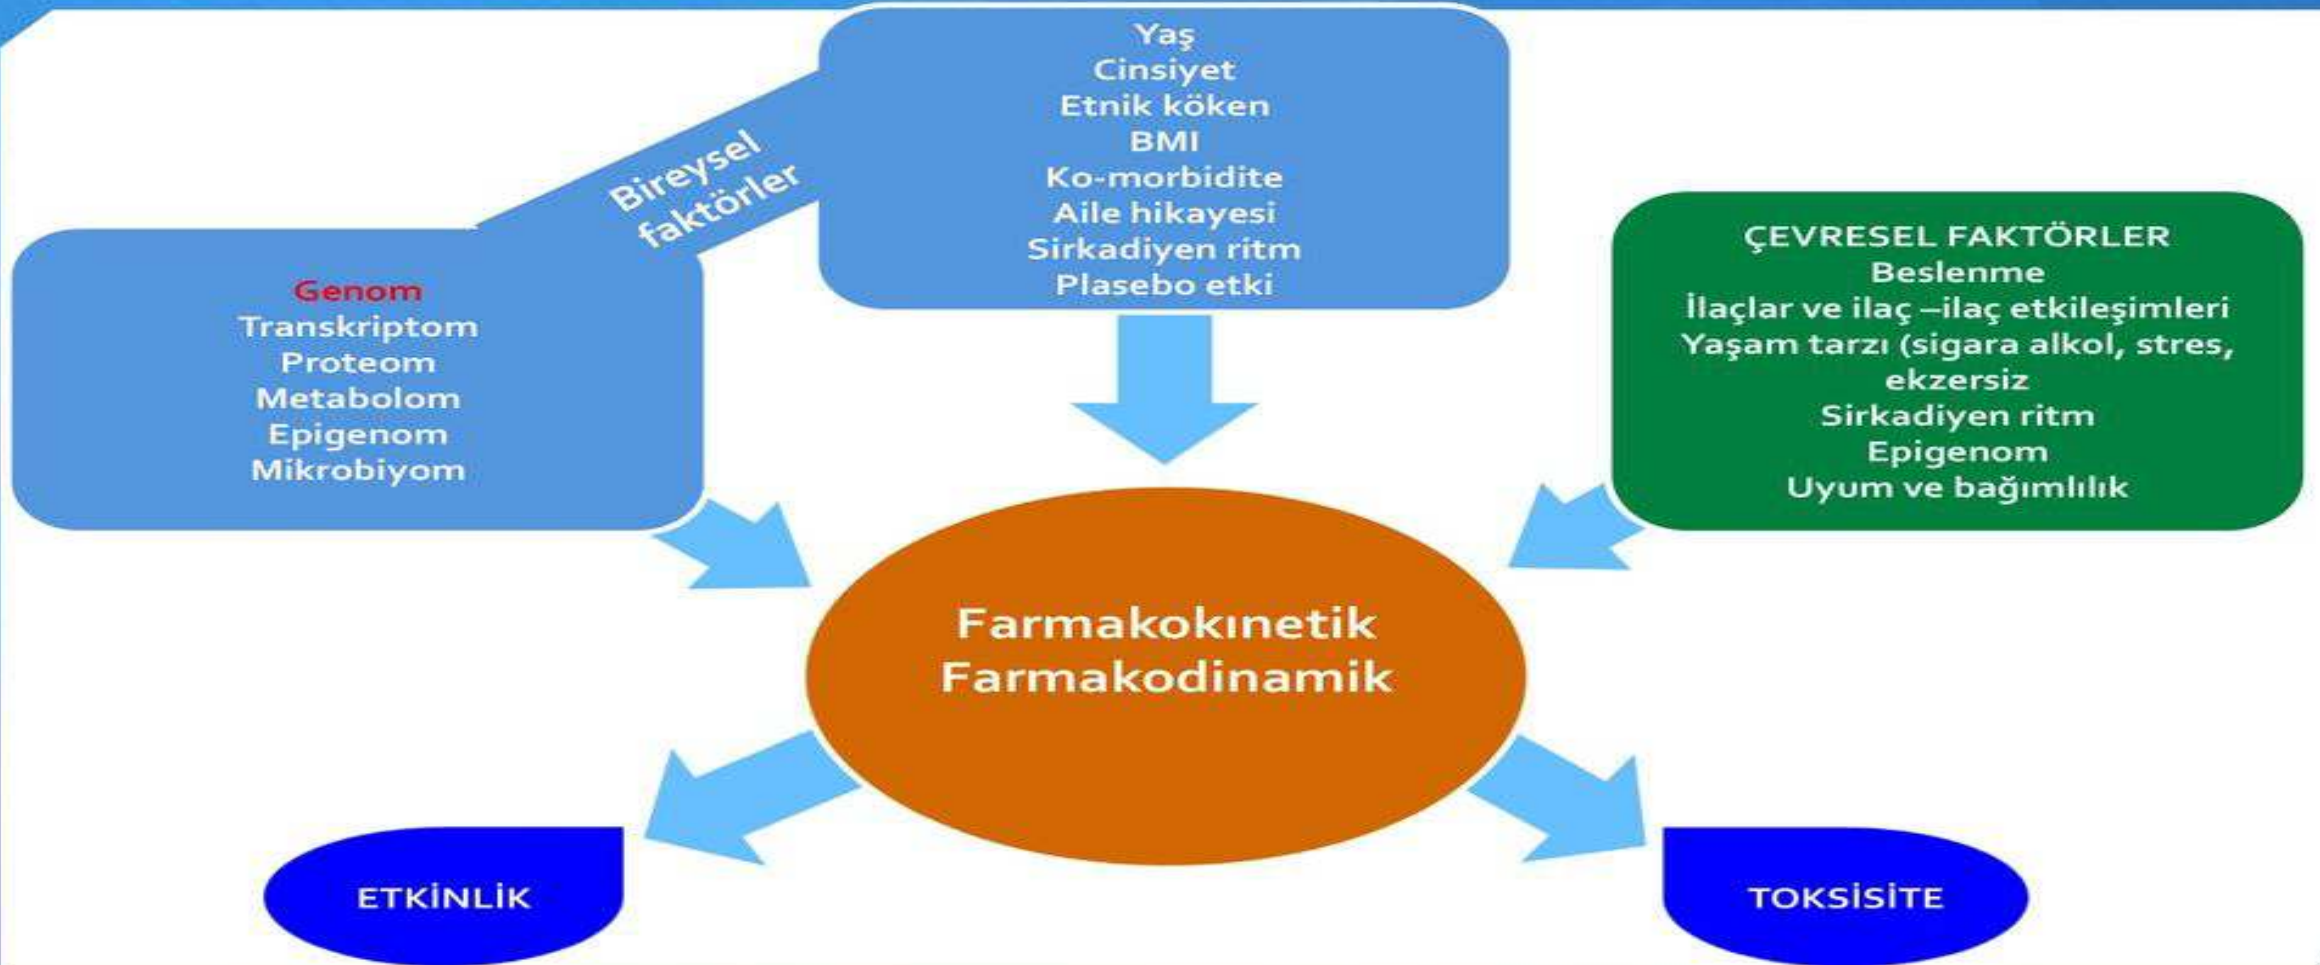 Yaş
Cinsiyet
Etnik köken
BMI
Ko-morbidite
Aile hikayesi
Sirkadiyen ritm
Plasebo etki
Bireysel
faktörler
Genom
Transkriptom
Proteom
Metabolom
Epigenom
Mikrobiyom
ÇEVRESEL FAKTÖRLER
Beslenme
İlaçlar ve ilaç –ilaç etkileşimleri
Yaşam tarzı (sigara alkol, stres,
ekzersiz
Sirkadiyen ritm
Epigenom
Uyum ve bağımlılık
Farmakokınetik
Farmakodinamik
ETKİNLİK
TOKSİSİTE